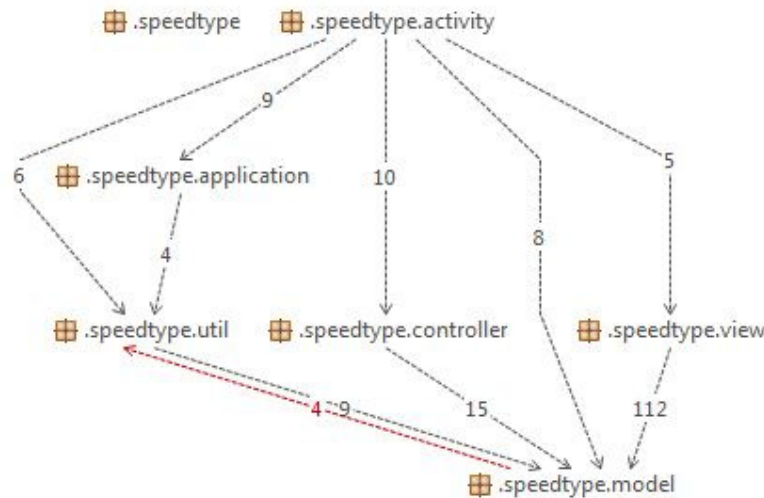 .speedtype
.speedtype.activity
9
6
.speedtype.application
10
5
4
8
.speedtype.util
.speedtype.controller
.speedtype.view
4
9
15
112
.speedtype.model